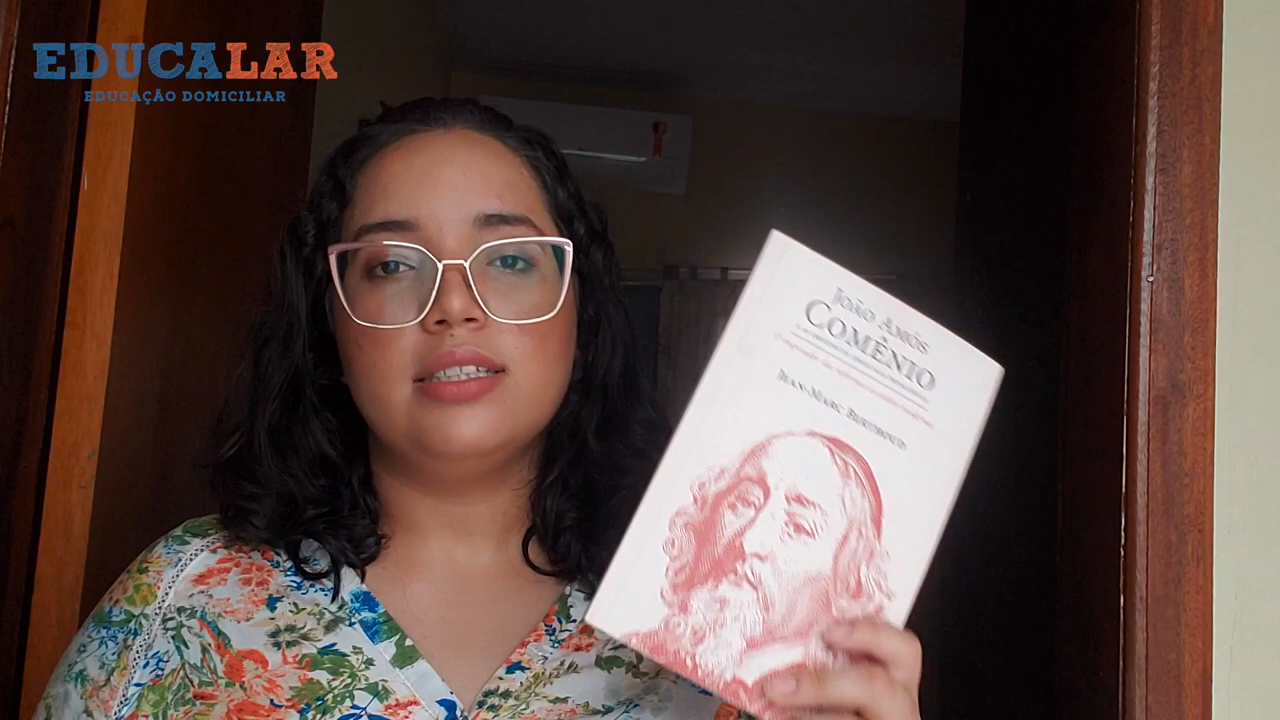 EDUCALAR
EDUCAÇÃO DOMICILIAR
João Amós
Comênio
Jean-Marc Berthoud